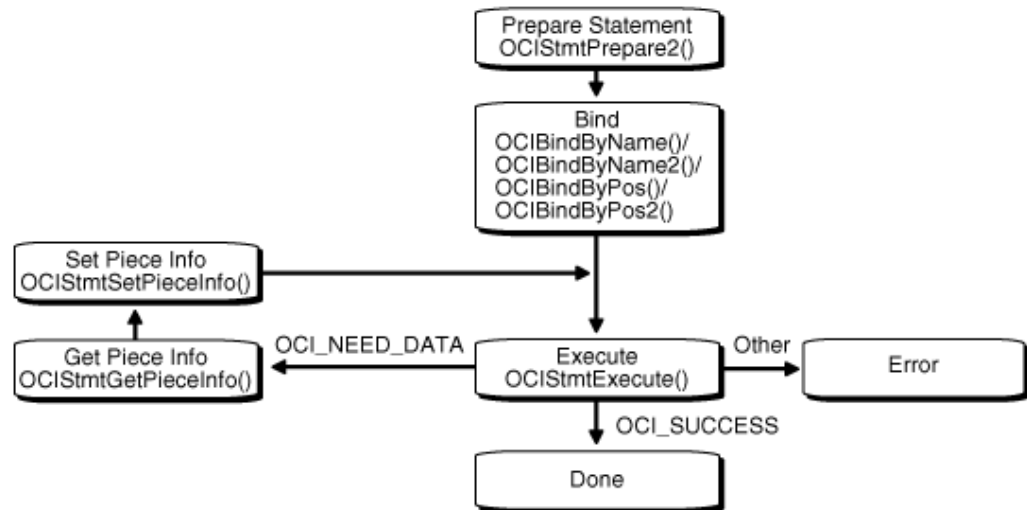 Prepare Statement
OCIStmtPrepare2()
Bind
OCIBindByName()/
OCIBindByName2()/
OCIBindByPos()/
OCIBindByPos2()
Set Piece Info
OCIStmtSetPieceInfo()
OCI_NEED_DATA
Get Piece Info
OCIStmtGetPieceInfo()
Execute
OCIStmtExecute()
Other
Error
OCI_SUCCESS
Done